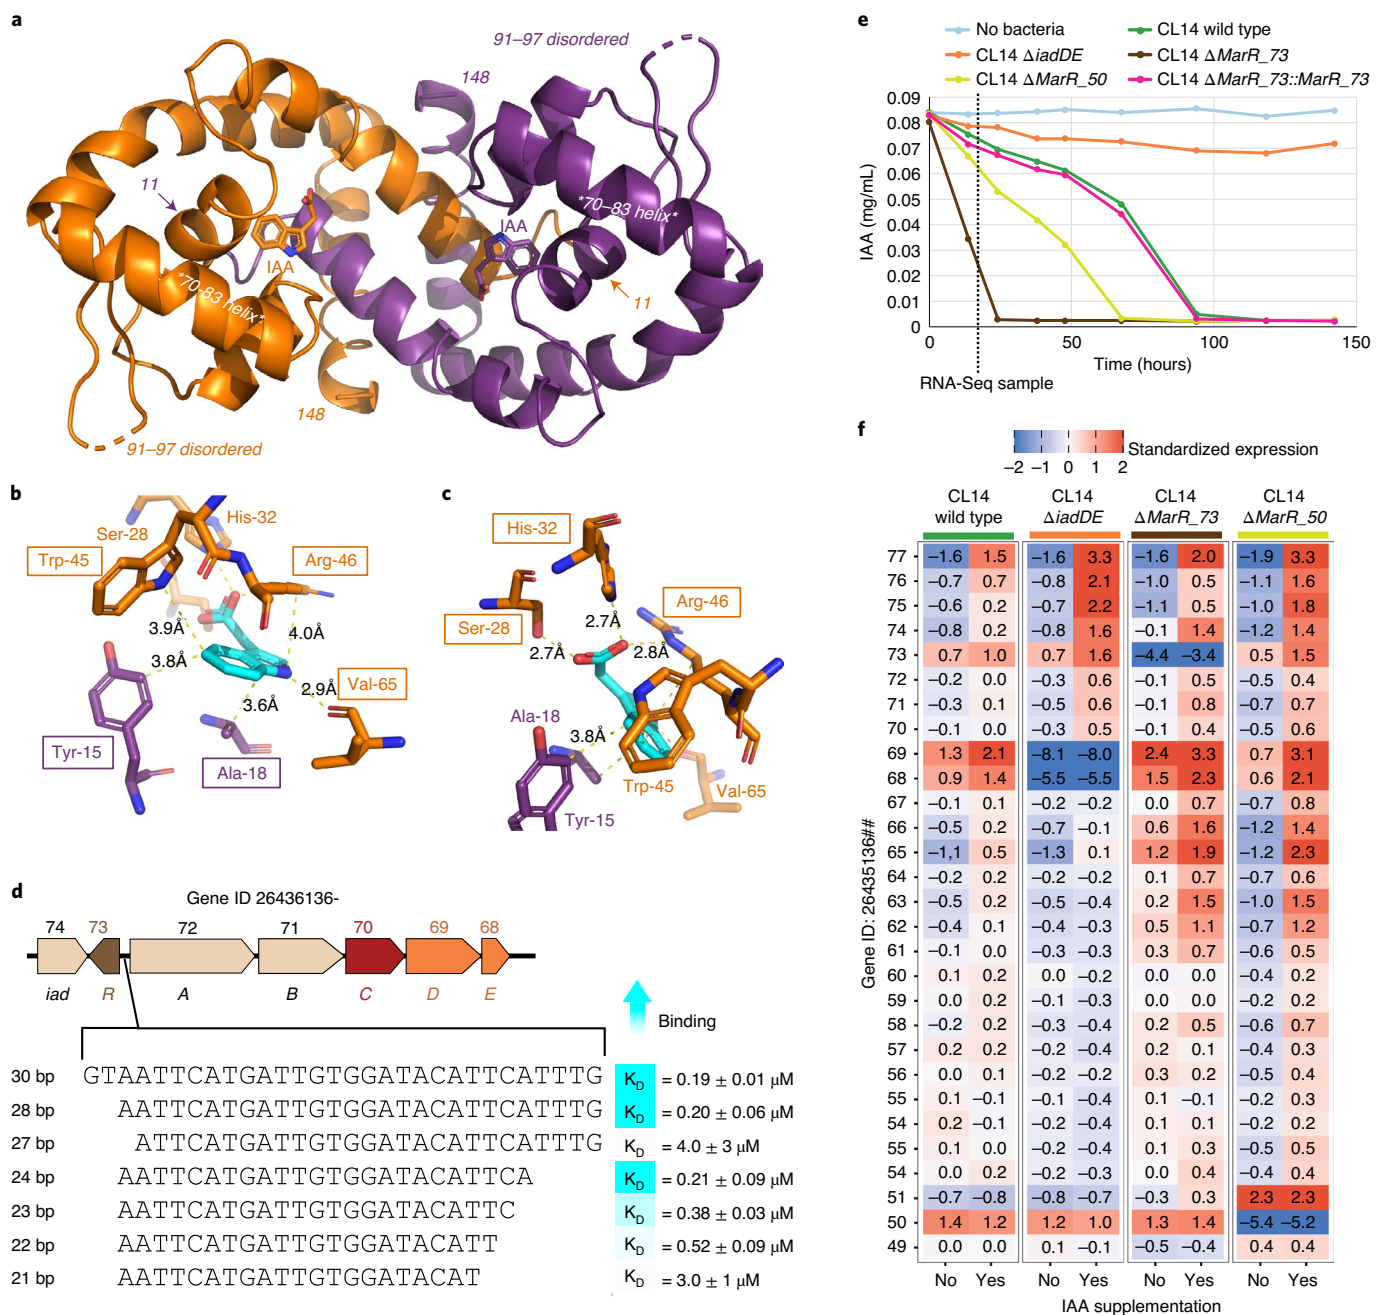 a
91–97 disordered
148
11
IAA
*70–83 helix*
IAA
*70–83 helix*
11
148
91–97 disordered
b
His-32
Ser-28
Trp-45
Arg-46
3.9Å
4.0Å
3.8Å
2.9Å
Val-65
3.6Å
Tyr-15
Ala-18
c
His-32
Arg-46
Ser-28
2.7Å
2.7Å
2.8Å
Ala-18
3.8Å
Trp-45
Val-65
Tyr-15
d
Gene ID 26436136-
74 73 72 71 70 69 68
iad R A B C D E
Binding
30 bp GTAATTCATGATTGTGGATACATTCATTTG KD = 0.19 ± 0.01 μM
28 bp AATTCATGATTGTGGATACATTCATTTG KD = 0.20 ± 0.06 μM
27 bp ATTCATGATTGTGGATACATTCATTTG KD = 4.0 ± 3 μM
24 bp AATTCATGATTGTGGATACATTCA KD = 0.21 ± 0.09 μM
23 bp AATTCATGATTGTGGATACATTC KD = 0.38 ± 0.03 μM
22 bp AATTCATGATTGTGGATACATT KD = 0.52 ± 0.09 μM
21 bp AATTCATGATTGTGGATACAT KD = 3.0 ± 1 μM
e
No bacteria CL14 wild type
CL14 ΔiadDE CL14 ΔMarR_73
CL14 ΔMarR_50 CL14 ΔMarR_73::MarR_73
0.09
0.08
0.07
0.06
0.05
0.04
0.03
0.02
0.01
0
IAA (mg/mL)
0 50 100 150
Time (hours)
RNA-Seq sample
f
Standardized expression
–2 –1 0 1 2
CL14 CL14 CL14 CL14
wild type ΔiadDE ΔMarR_73 ΔMarR_50
Gene ID: 26435136##
77 –1.6 1.5 –1.6 3.3 –1.6 2.0 –1.9 3.3
76 –0.7 0.7 –0.8 2.1 –1.0 0.5 –1.1 1.6
75 –0.6 0.2 –0.7 2.2 –1.1 0.5 –1.0 1.8
74 –0.8 0.2 –0.8 1.6 –0.1 1.4 –1.2 1.4
73 0.7 1.0 0.7 1.6 –4.4 –3.4 0.5 1.5
72 –0.2 0.0 –0.3 0.6 –0.1 0.5 –0.5 0.4
71 –0.3 0.1 –0.5 0.6 –0.1 0.8 –0.7 0.7
70 –0.1 0.0 –0.3 0.5 –0.1 0.4 –0.5 0.6
69 1.3 2.1 –8.1 –8.0 2.4 3.3 0.7 3.1
68 0.9 1.4 –5.5 –5.5 1.5 2.3 0.6 2.1
67 –0.1 0.1 –0.2 –0.2 0.0 0.7 –0.7 0.8
66 –0.5 0.2 –0.7 –0.1 0.6 1.6 –1.2 1.4
65 –1,1 0.5 –1.3 0.1 1.2 1.9 –1.2 2.3
64 –0.2 0.2 –0.2 –0.2 0.1 0.7 –0.7 0.6
63 –0.5 0.2 –0.5 –0.4 0.2 1.5 –1.0 1.5
62 –0.4 0.1 –0.4 –0.3 0.5 1.1 –0.7 1.2
61 –0.1 0.0 –0.3 –0.3 0.3 0.7 –0.6 0.5
60 0.1 0.2 0.0 –0.2 0.0 0.0 –0.4 0.2
59 0.0 0.2 –0.1 –0.3 0.0 0.0 –0.2 0.2
58 –0.2 0.2 –0.3 –0.4 0.2 0.5 –0.6 0.7
57 0.2 0.2 –0.2 –0.4 0.2 0.1 –0.4 0.3
56 0.0 0.1 –0.2 –0.2 0.3 0.2 –0.5 0.4
55 0.1 –0.1 –0.1 –0.4 0.1 –0.1 –0.2 0.3
54 0.2 –0.1 –0.3 –0.4 0.1 0.1 –0.2 0.2
55 0.1 0.0 –0.2 –0.4 0.1 0.3 –0.5 0.5
54 0.0 0.2 –0.2 –0.3 0.0 0.4 –0.4 0.4
51 –0.7 –0.8 –0.8 –0.7 –0.3 0.3 2.3 2.3
50 1.4 1.2 1.2 1.0 1.3 1.4 –5.4 –5.2
49 0.0 0.0 0.1 –0.1 –0.5 –0.4 0.4 0.4
No Yes No Yes No Yes No Yes
IAA supplementation